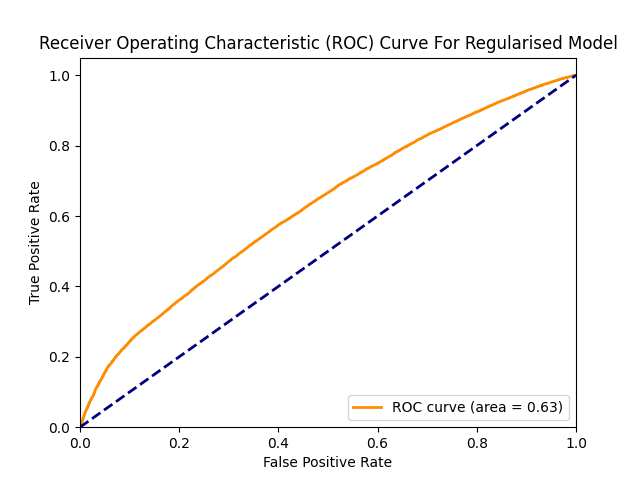 Receiver Operating Characteristic (ROC) Curve For Regularised Model
1.0
0.8
0.6
0.4
0.2
0.0
True Positive Rate
ROC curve (area = 0.63)
0.0 0.2 0.4 0.6 0.8 1.0
False Positive Rate